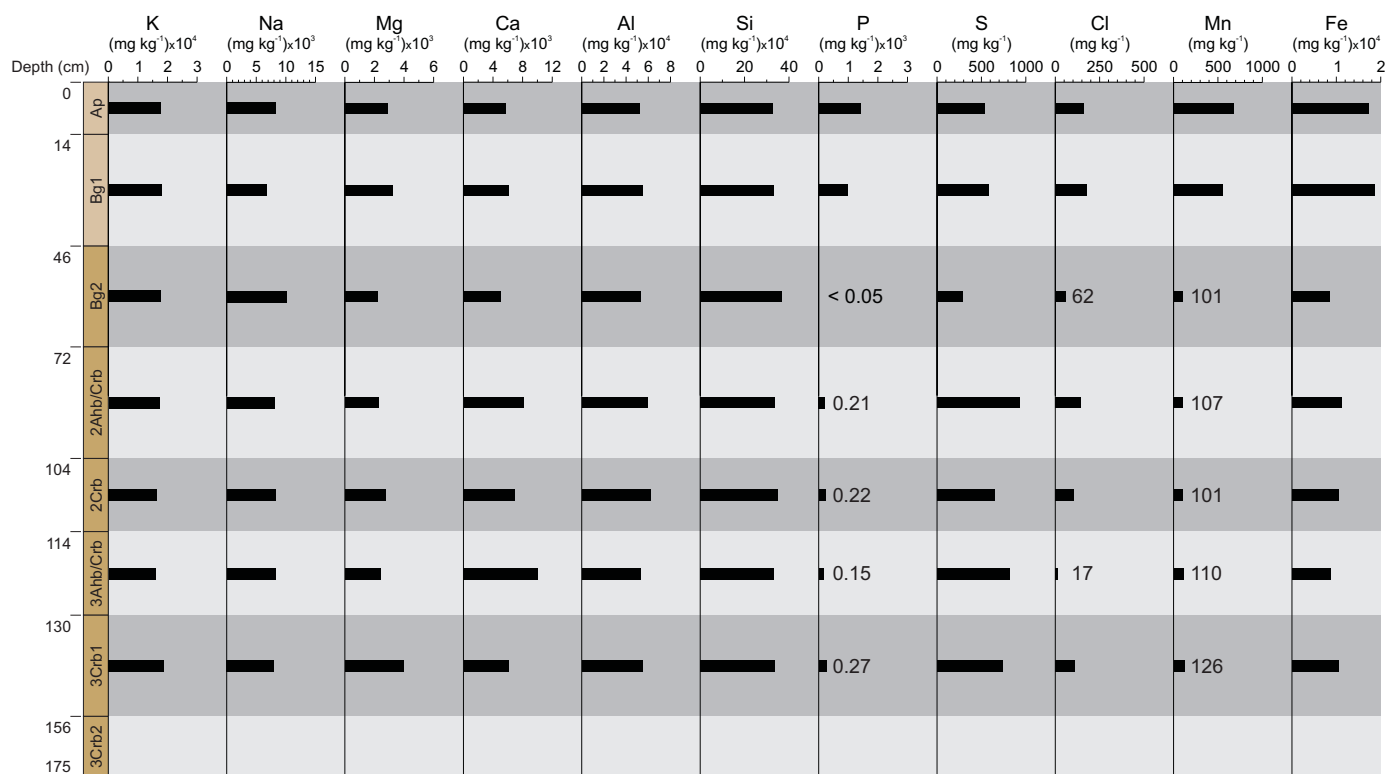 K Na Mg Ca Al Si P S Cl Mn Fe
(mg kg⁻¹)x10⁴ (mg kg⁻¹)x10³ (mg kg⁻¹)x10³ (mg kg⁻¹)x10³ (mg kg⁻¹)x10⁴ (mg kg⁻¹)x10⁴ (mg kg⁻¹)x10³ (mg kg⁻¹) (mg kg⁻¹) (mg kg⁻¹) (mg kg⁻¹)x10⁴
Depth (cm) 0 1 2 3 0 5 10 15 0 2 4 6 0 4 8 12 0 2 4 6 8 0 20 40 0 1 2 3 0 500 1000 0 250 500 0 500 1000 0 1 2
0
Ap
14
Bg1
46
Bg2 < 0.05 62 101
72
2Ahb/Crb 0.21 107
104
2Crb 0.22 101
114
3Ahb/Crb 0.15 17 110
130
3Crb1 0.27 126
156
3Crb2
175